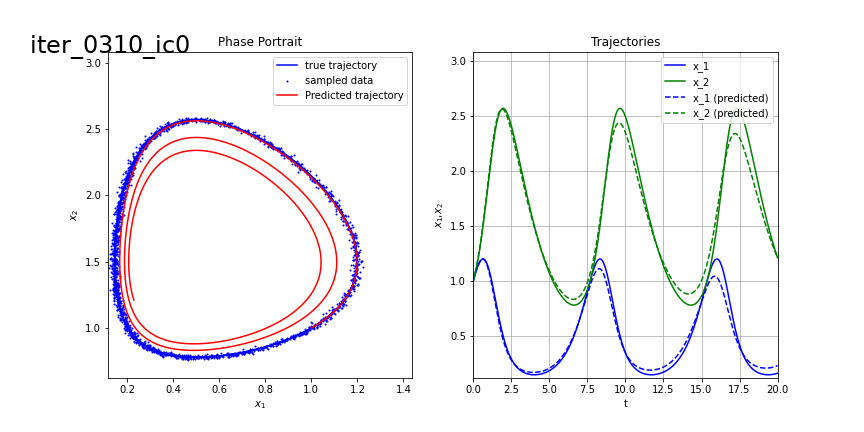 iter_0310_ic0
Phase Portrait
true trajectory
sampled data
Predicted trajectory
3.0
2.5
2.0
1.5
1.0
x₂
0.2 0.4 0.6 0.8 1.0 1.2 1.4
x₁
Trajectories
x_1
x_2
x_1 (predicted)
x_2 (predicted)
3.0
2.5
2.0
1.5
1.0
0.5
x₁,x₂
0.0 2.5 5.0 7.5 10.0 12.5 15.0 17.5 20.0
t